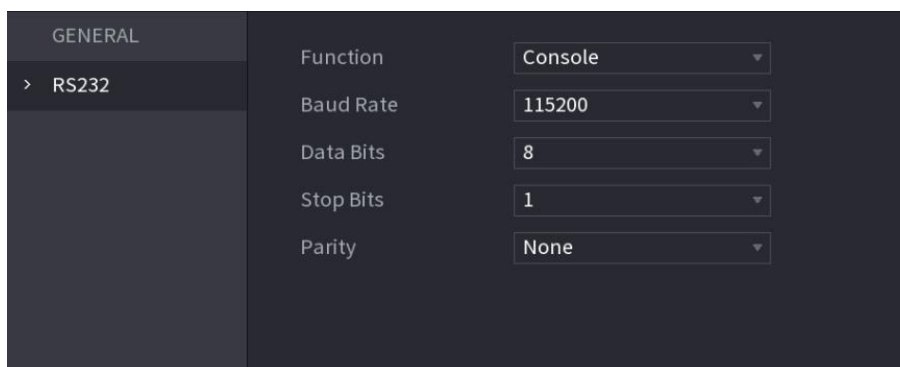 GENERAL
> RS232
Function Console
Baud Rate 115200
Data Bits 8
Stop Bits 1
Parity None